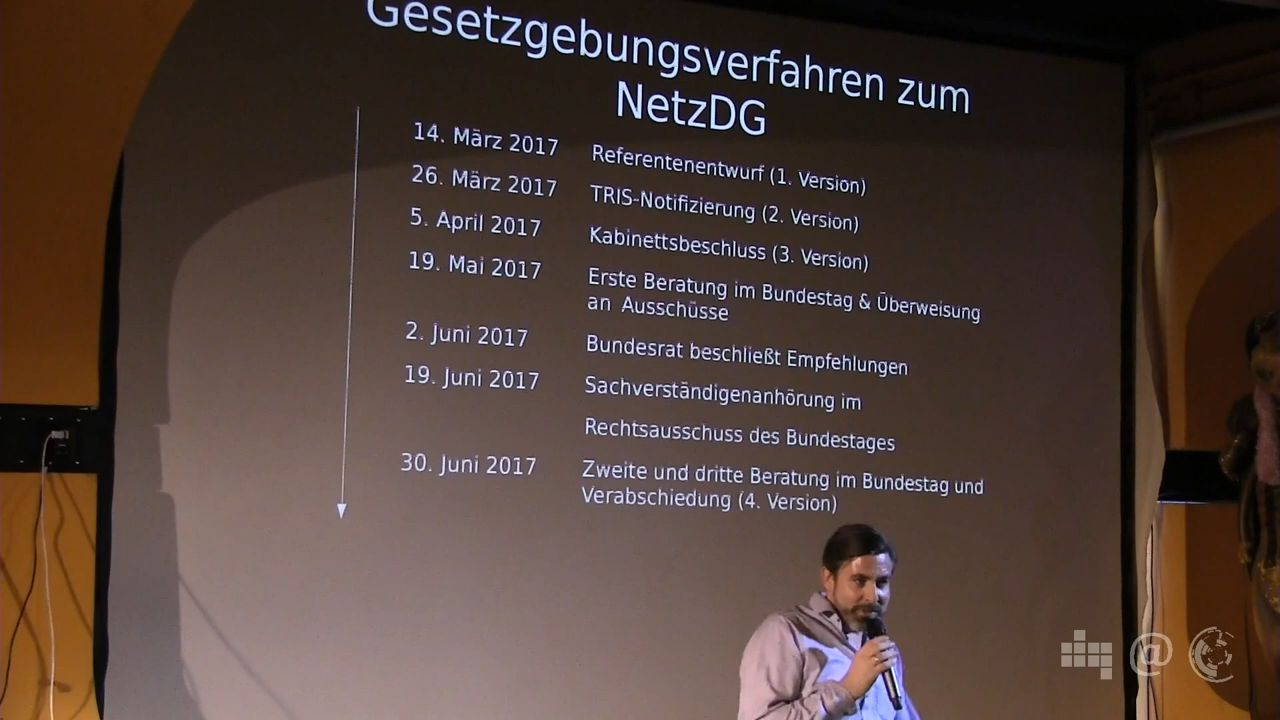 Gesetzgebungsverfahren zum
NetzDG
14. März 2017 Referentenentwurf (1. Version)
26. März 2017 TRIS-Notifizierung (2. Version)
5. April 2017 Kabinettsbeschluss (3. Version)
19. Mai 2017 Erste Beratung im Bundestag & Überweisung
an Ausschüsse
2. Juni 2017 Bundesrat beschließt Empfehlungen
19. Juni 2017 Sachverständigenanhörung im
Rechtsausschuss des Bundestages
30. Juni 2017 Zweite und dritte Beratung im Bundestag und
Verabschiedung (4. Version)
@